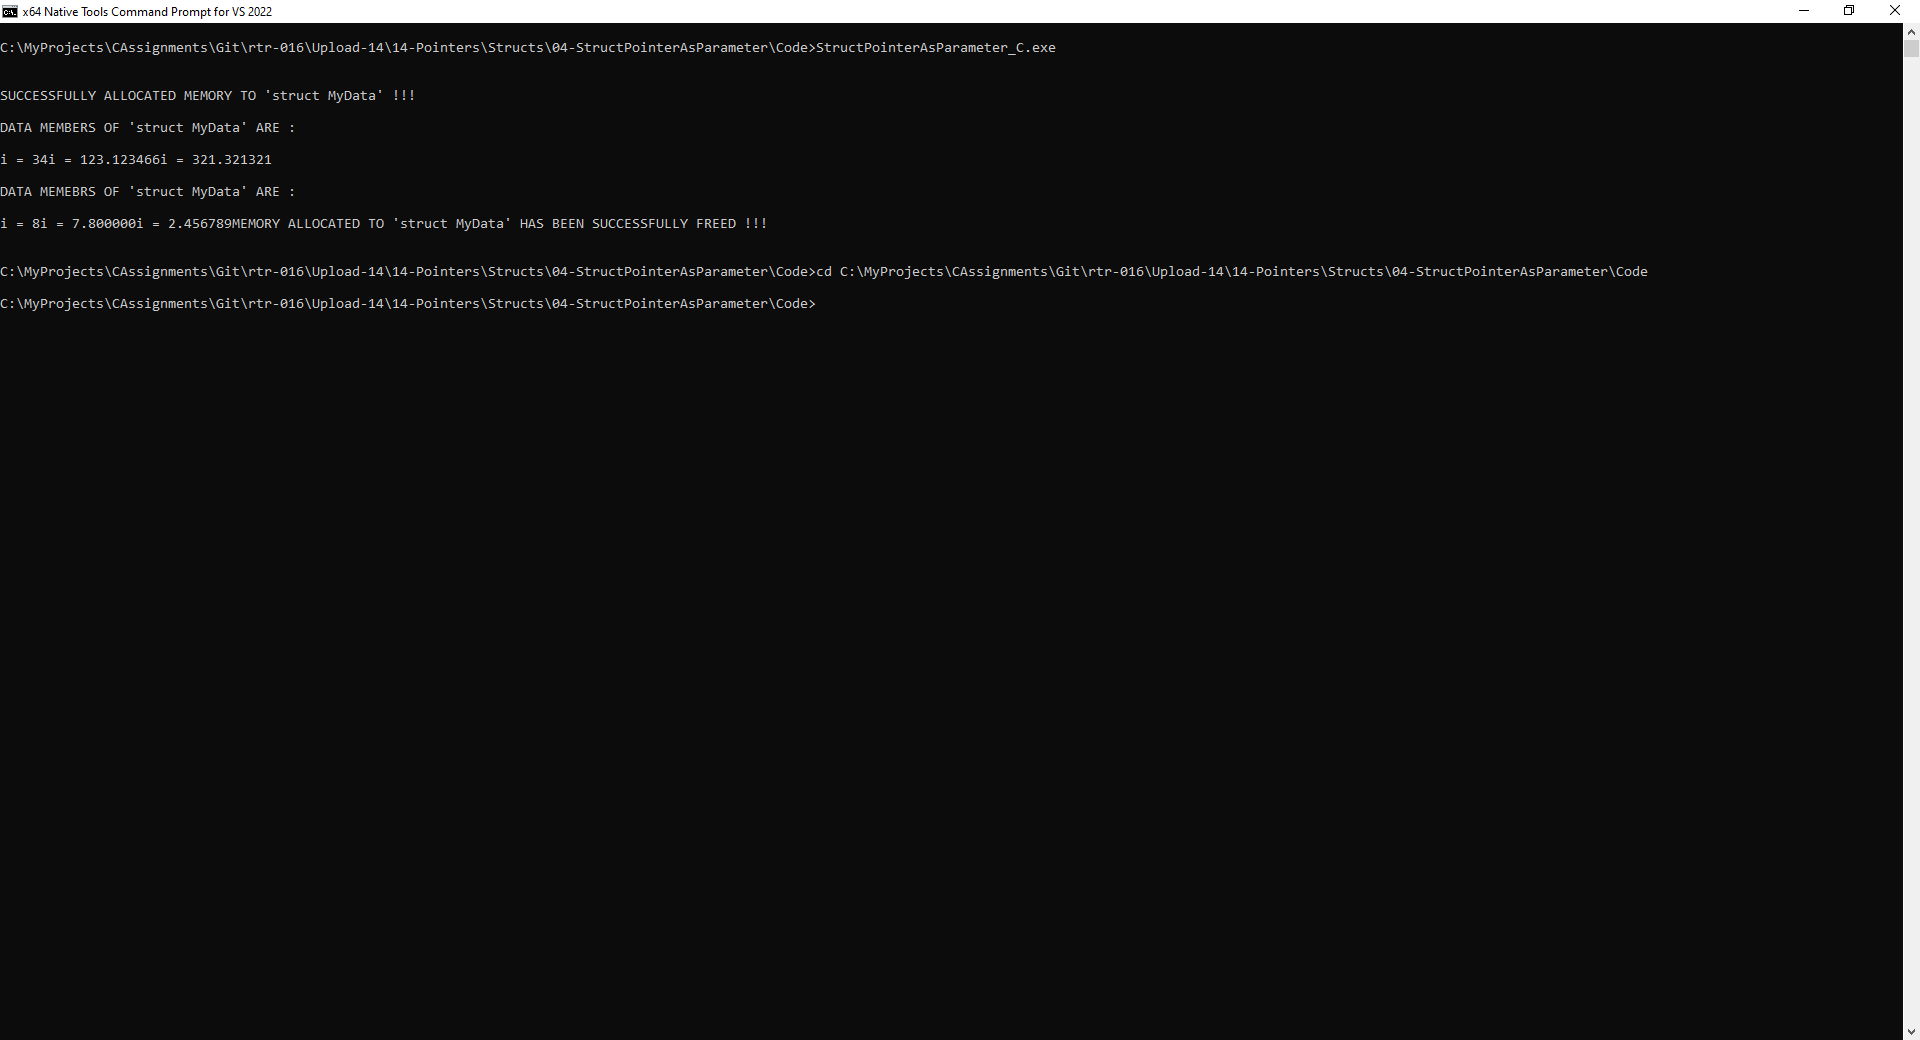 x64 Native Tools Command Prompt for VS 2022
C:\MyProjects\CAssignments\Git\rtr-016\Upload-14\14-Pointers\Structs\04-StructPointerAsParameter\Code>StructPointerAsParameter_C.exe
SUCCESSFULLY ALLOCATED MEMORY TO 'struct MyData' !!!
DATA MEMBERS OF 'struct MyData' ARE :
i = 34i = 123.123466i = 321.321321
DATA MEMEBRS OF 'struct MyData' ARE :
i = 8i = 7.800000i = 2.456789MEMORY ALLOCATED TO 'struct MyData' HAS BEEN SUCCESSFULLY FREED !!!
C:\MyProjects\CAssignments\Git\rtr-016\Upload-14\14-Pointers\Structs\04-StructPointerAsParameter\Code>cd C:\MyProjects\CAssignments\Git\rtr-016\Upload-14\14-Pointers\Structs\04-StructPointerAsParameter\Code
C:\MyProjects\CAssignments\Git\rtr-016\Upload-14\14-Pointers\Structs\04-StructPointerAsParameter\Code>